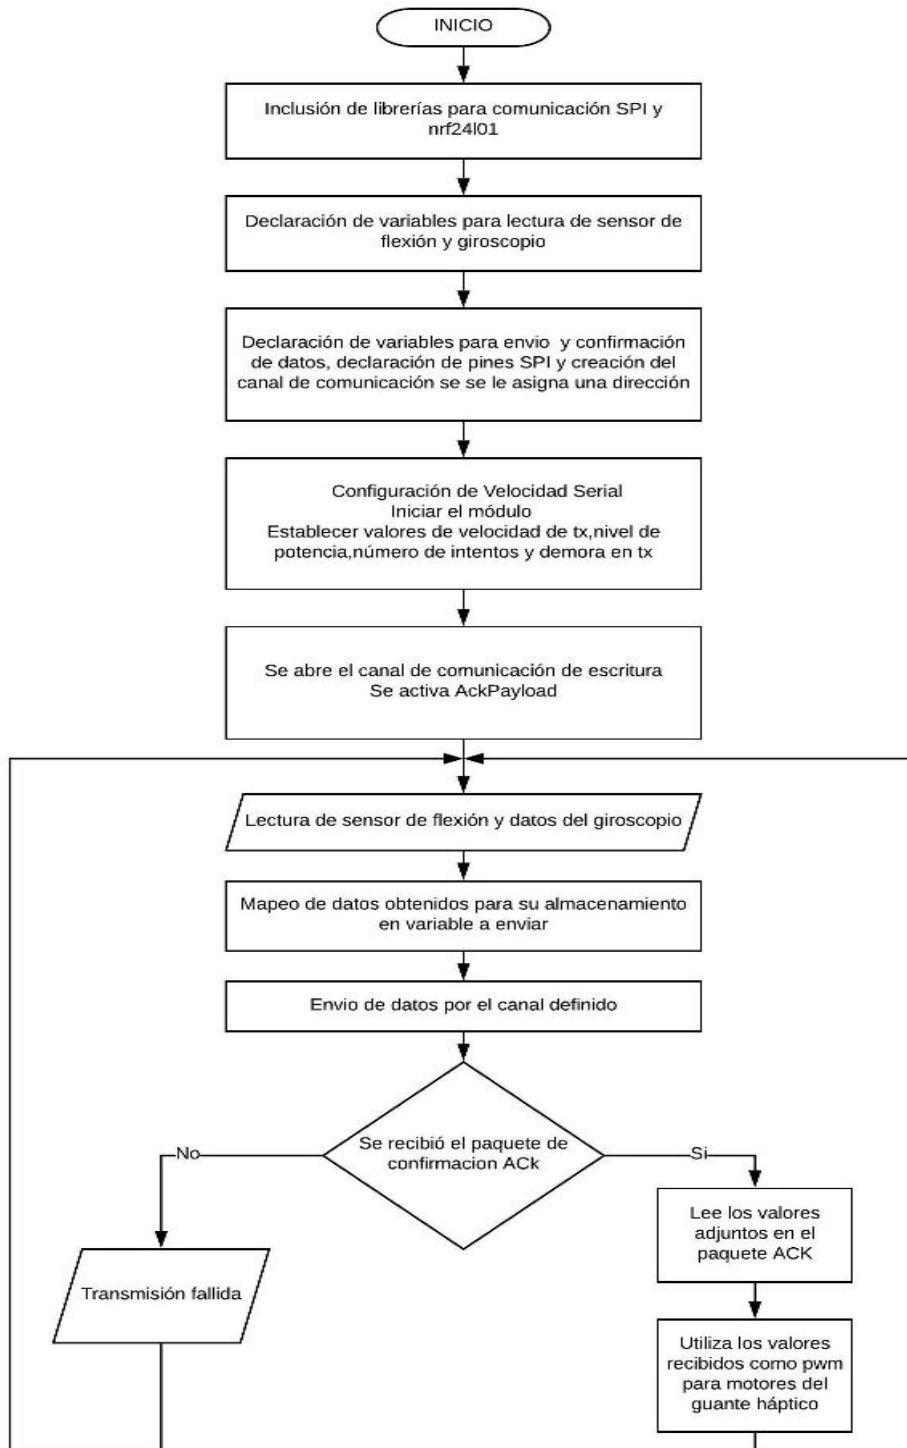 INICIO
Inclusión de librerías para comunicación SPI y
nrf24l01
Declaración de variables para lectura de sensor de
flexión y giroscopio
Declaración de variables para envio y confirmación
de datos, declaración de pines SPI y creación del
canal de comunicación se se le asigna una dirección
Configuración de Velocidad Serial
Iniciar el módulo
Establecer valores de velocidad de tx,nivel de
potencia,número de intentos y demora en tx
Se abre el canal de comunicación de escritura
Se activa AckPayload
Lectura de sensor de flexión y datos del giroscopio
Mapeo de datos obtenidos para su almacenamiento
en variable a enviar
Envio de datos por el canal definido
Se recibió el paquete de
confirmacion ACk
No
Si
Lee los valores
adjuntos en el
paquete ACK
Transmisión fallida
Utiliza los valores
recibidos como pwm
para motores del
guante háptico